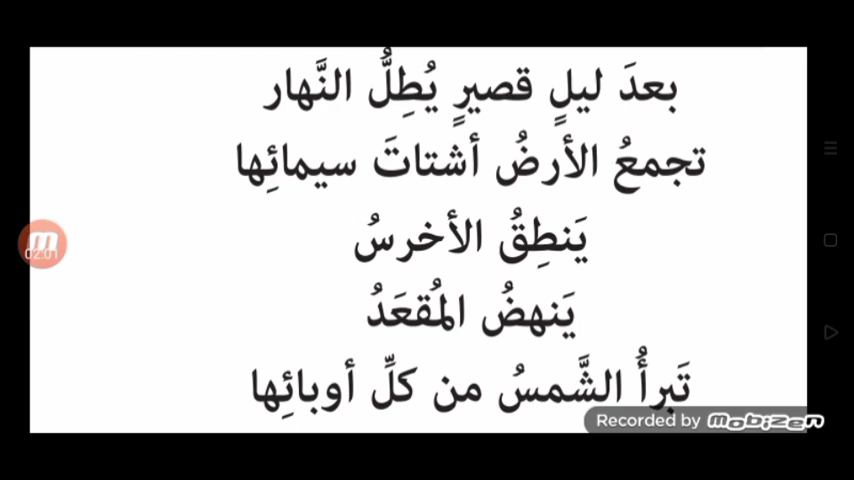 بعدَ ليلٍ قصيرٍ يُطِلُّ النَّهار
تجمعُ الأرضُ أشتاتَ سيمائِها
يَنطِقُ الأخرسُ
يَنهضُ المُقعَدُ
تَبرأُ الشَّمسُ من كلِّ أوبائِها
02:01
Recorded by mobizen